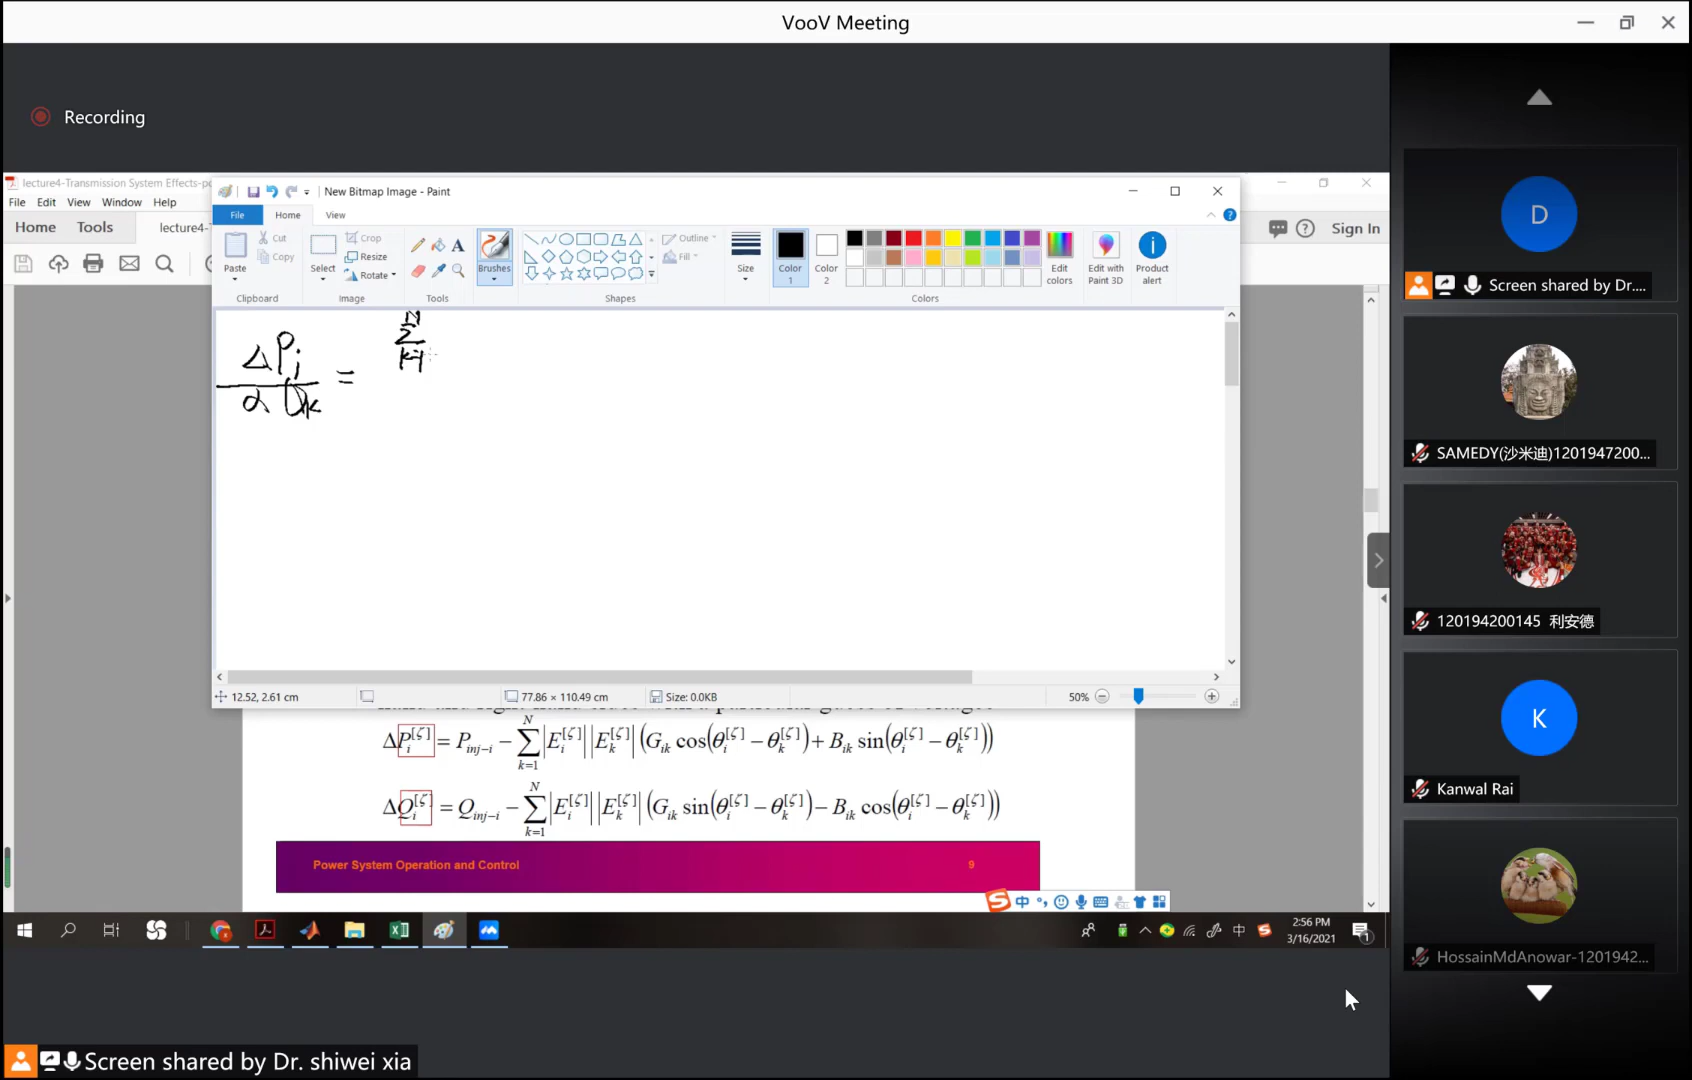 VooV Meeting
Recording
lecture4-Transmission System Effects-po
File Edit View Window Help
Home Tools lecture4-T
Sign In
New Bitmap Image - Paint
File Home View
Paste
Cut
Copy
Clipboard
Select
Crop
Resize
Rotate
Image
Tools
Brushes
Outline
Fill
Shapes
Size
Color 1
Color 2
Edit colors
Colors
Edit with Paint 3D
Product alert
N
ΔPi = Σ
12.52, 2.61 cm
77.86 × 110.49 cm
Size: 0.0KB
50%
ΔP_i^[ζ] = P_inj−i − ∑_{k=1}^{N} |E_i^[ζ]| |E_k^[ζ]| (G_ik cos(θ_i^[ζ] − θ_k^[ζ]) + B_ik sin(θ_i^[ζ] − θ_k^[ζ]))
ΔQ_i^[ζ] = Q_inj−i − ∑_{k=1}^{N} |E_i^[ζ]| |E_k^[ζ]| (G_ik sin(θ_i^[ζ] − θ_k^[ζ]) − B_ik cos(θ_i^[ζ] − θ_k^[ζ]))
Power System Operation and Control 9
中
中
2:56 PM
3/16/2021
1
D
Screen shared by Dr....
SAMEDY(沙米迪)1201947200...
120194200145 利安德
K
Kanwal Rai
HossainMdAnowar-1201942...
Screen shared by Dr. shiwei xia